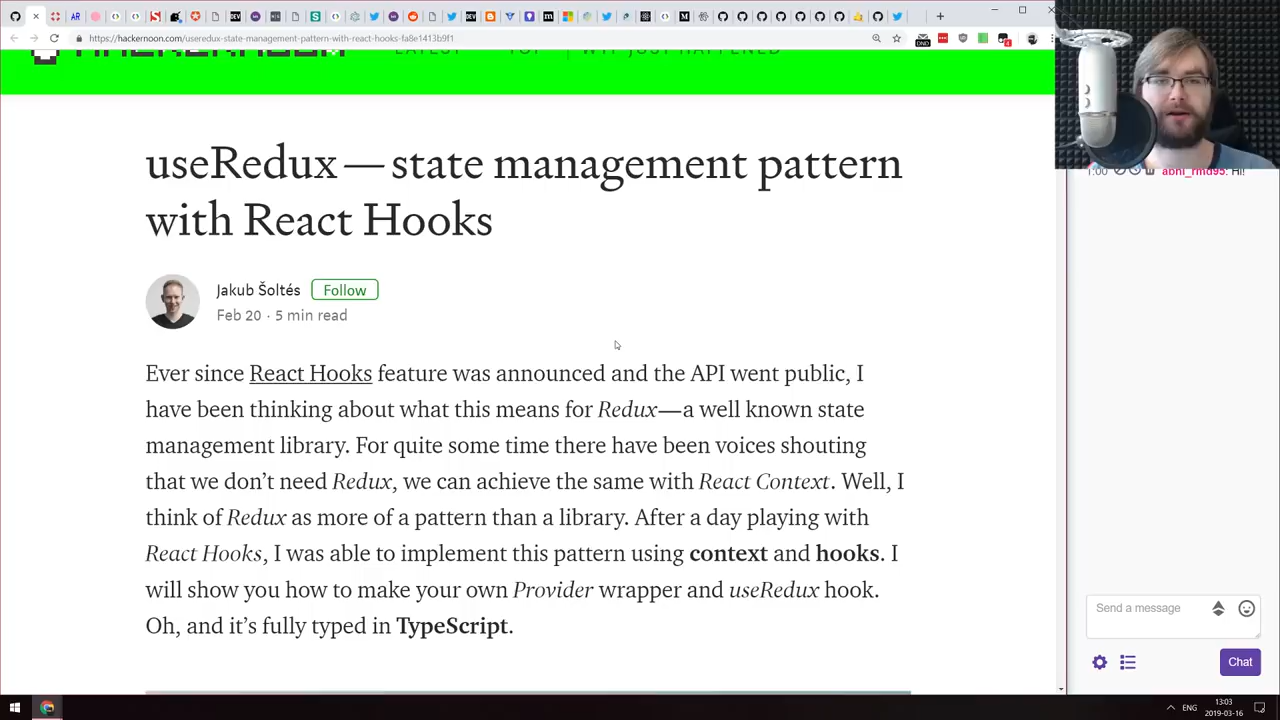 https://hackernoon.com/useredux-state-management-pattern-with-react-hooks-fa8e1413b9f1
useRedux — state management pattern
with React Hooks
Jakub Šoltés Follow
Feb 20 · 5 min read
Ever since React Hooks feature was announced and the API went public, I
have been thinking about what this means for Redux—a well known state
management library. For quite some time there have been voices shouting
that we don’t need Redux, we can achieve the same with React Context. Well, I
think of Redux as more of a pattern than a library. After a day playing with
React Hooks, I was able to implement this pattern using context and hooks. I
will show you how to make your own Provider wrapper and useRedux hook.
Oh, and it’s fully typed in TypeScript.
1:00 abhi_rmd95: Hi!
Send a message
Chat
ENG
13:03
2019-03-16